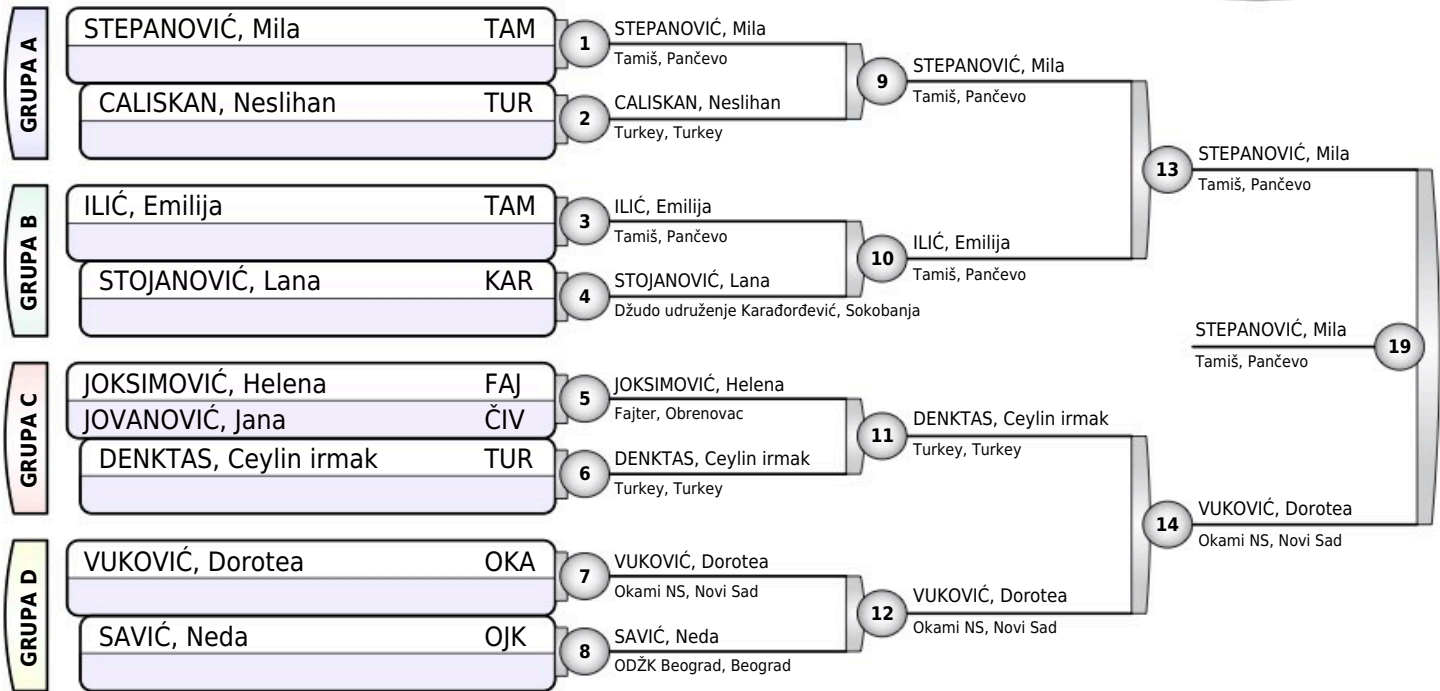 GRUPA A
STEPANOVIĆ, Mila TAM
CALISKAN, Neslihan TUR
GRUPA B
ILIĆ, Emilija TAM
STOJANOVIĆ, Lana KAR
GRUPA C
JOKSIMOVIĆ, Helena FAJ
JOVANOVIĆ, Jana ČIV
DENKTAS, Ceylin irmak TUR
GRUPA D
VUKOVIĆ, Dorotea OKA
SAVIĆ, Neda OJK
1
STEPANOVIĆ, Mila
Tamiš, Pančevo
2
CALISKAN, Neslihan
Turkey, Turkey
3
ILIĆ, Emilija
Tamiš, Pančevo
4
STOJANOVIĆ, Lana
Džudo udruženje Karađorđević, Sokobanja
5
JOKSIMOVIĆ, Helena
Fajter, Obrenovac
6
DENKTAS, Ceylin irmak
Turkey, Turkey
7
VUKOVIĆ, Dorotea
Okami NS, Novi Sad
8
SAVIĆ, Neda
ODŽK Beograd, Beograd
9
STEPANOVIĆ, Mila
Tamiš, Pančevo
10
ILIĆ, Emilija
Tamiš, Pančevo
11
DENKTAS, Ceylin irmak
Turkey, Turkey
12
VUKOVIĆ, Dorotea
Okami NS, Novi Sad
13
STEPANOVIĆ, Mila
Tamiš, Pančevo
14
VUKOVIĆ, Dorotea
Okami NS, Novi Sad
STEPANOVIĆ, Mila
Tamiš, Pančevo
19